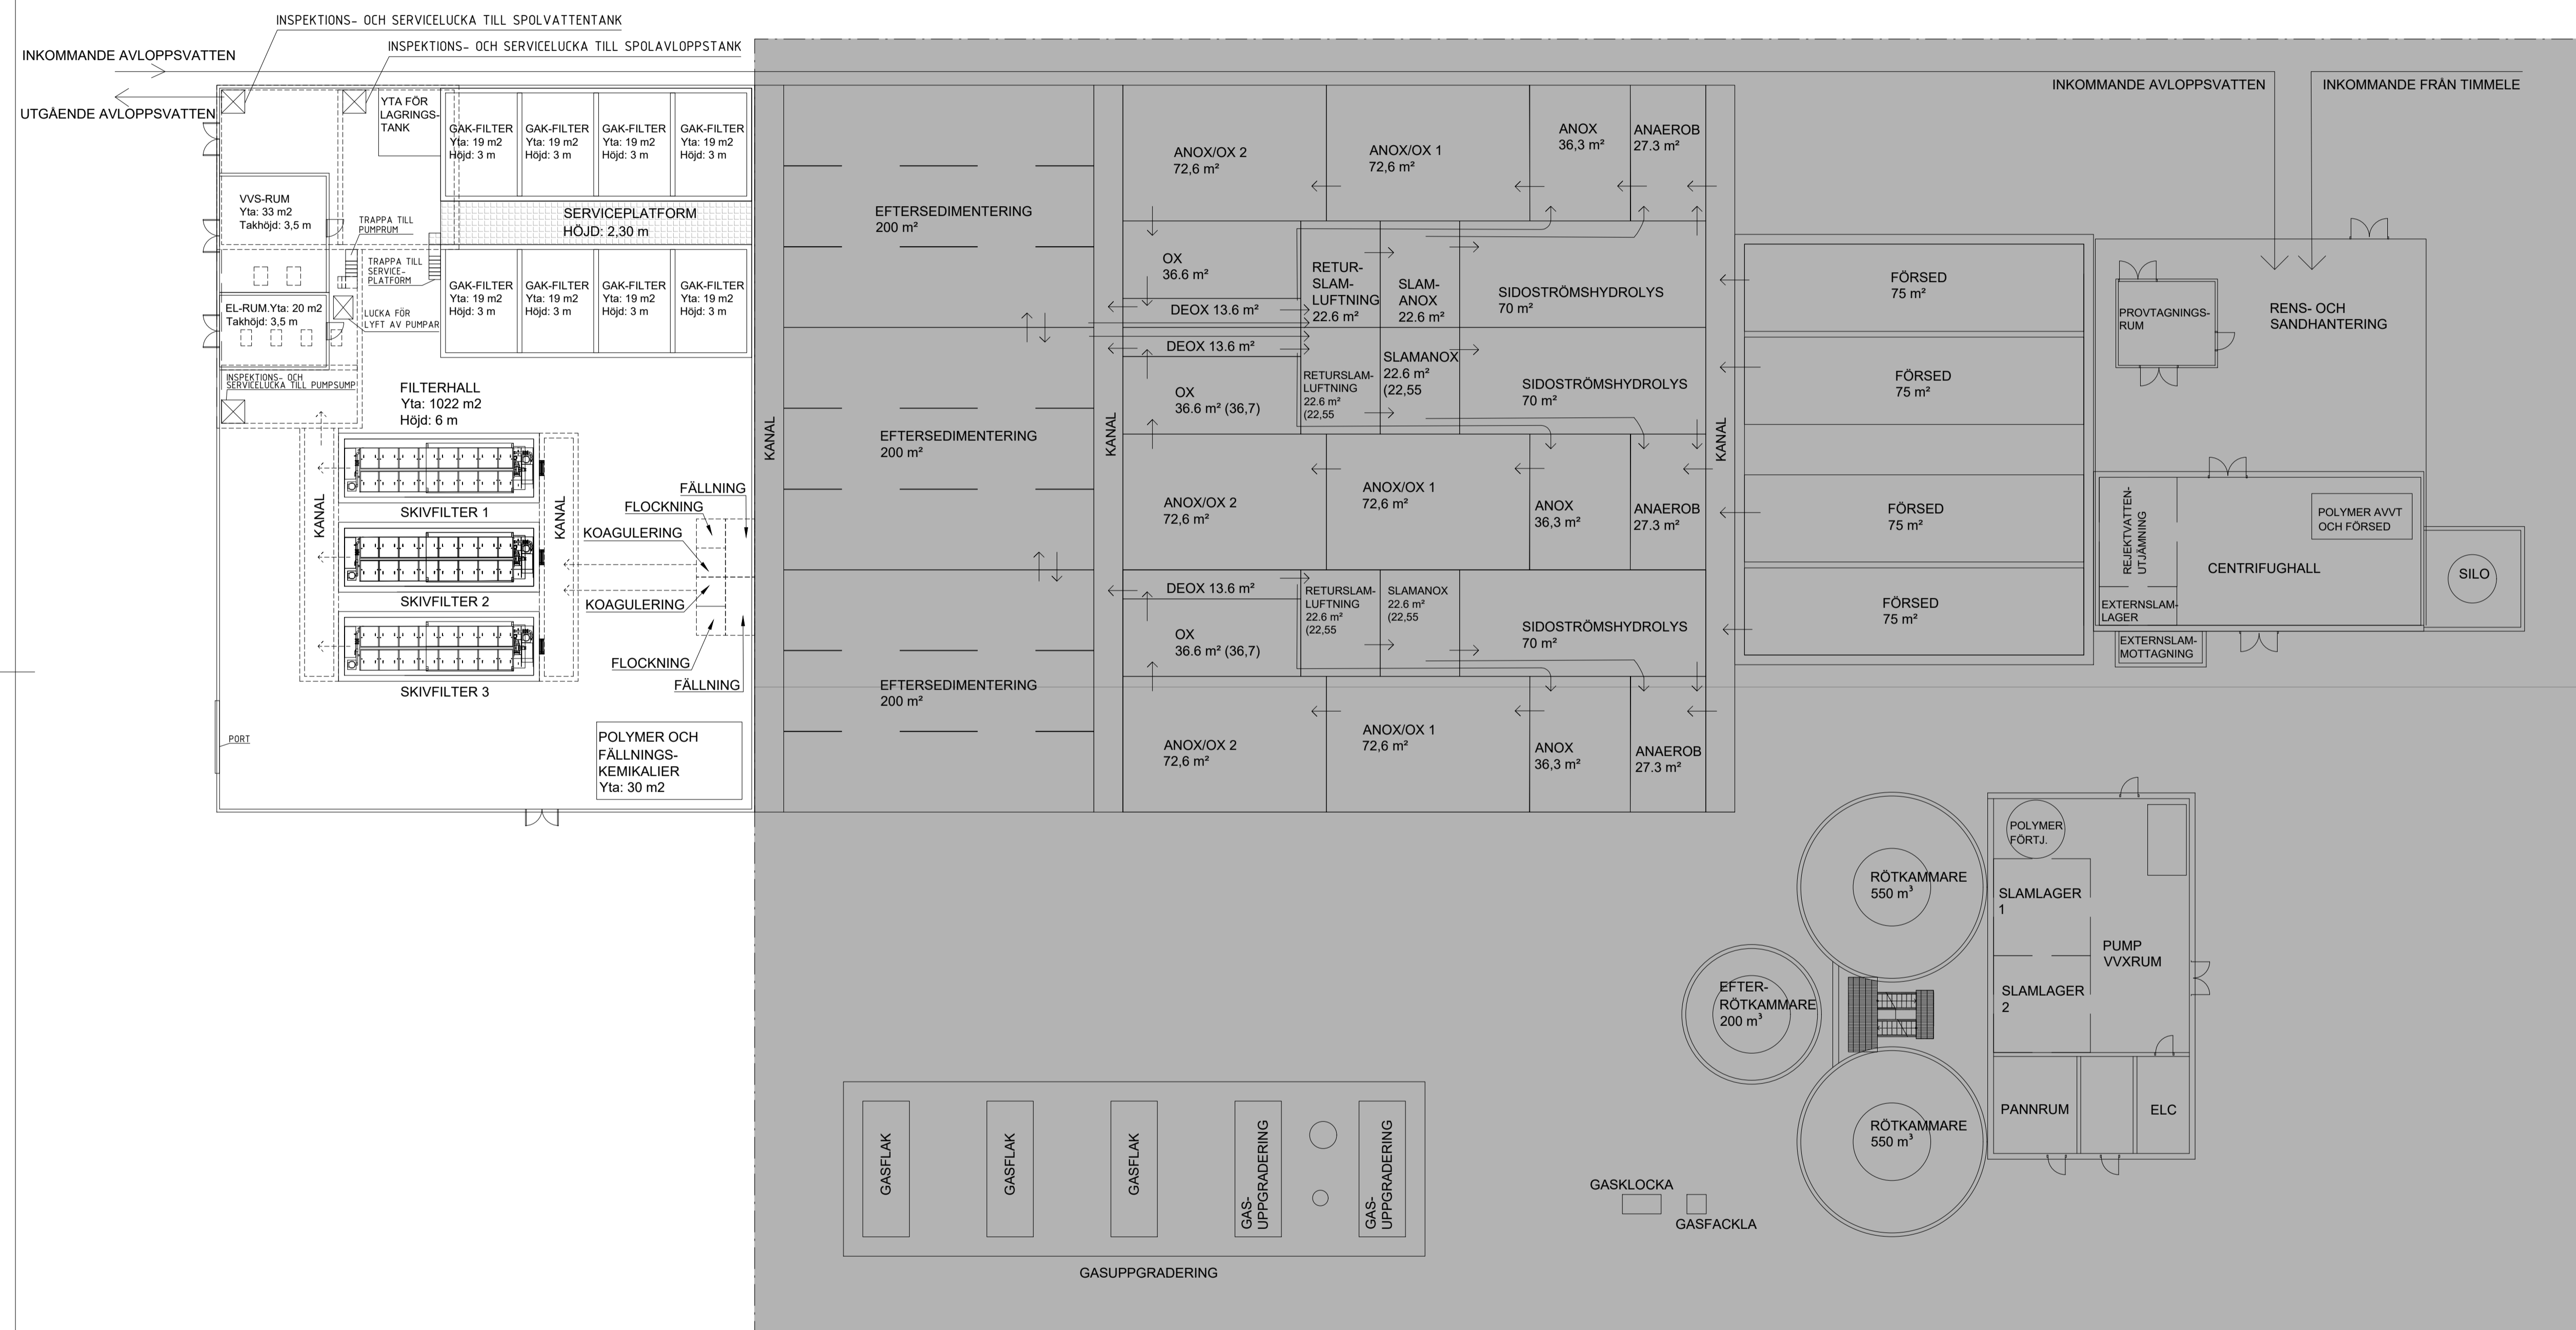 INSPEKTIONS- OCH SERVICELUCKA TILL SPOLVATTENTANK
INSPEKTIONS- OCH SERVICELUCKA TILL SPOLAVLOPPSTANK
INKOMMANDE AVLOPPSVATTEN
UTGÅENDE AVLOPPSVATTEN
INKOMMANDE AVLOPPSVATTEN
INKOMMANDE FRÅN TIMMELE
YTA FÖR
LAGRINGS-
TANK
GAK-FILTER
Yta: 19 m2
Höjd: 3 m
GAK-FILTER
Yta: 19 m2
Höjd: 3 m
GAK-FILTER
Yta: 19 m2
Höjd: 3 m
GAK-FILTER
Yta: 19 m2
Höjd: 3 m
VVS-RUM
Yta: 33 m2
Takhöjd: 3,5 m
TRAPPA TILL
PUMPRUM
SERVICEPLATFORM
HÖJD: 2,30 m
TRAPPA TILL
SERVICE-
PLATFORM
GAK-FILTER
Yta: 19 m2
Höjd: 3 m
GAK-FILTER
Yta: 19 m2
Höjd: 3 m
GAK-FILTER
Yta: 19 m2
Höjd: 3 m
GAK-FILTER
Yta: 19 m2
Höjd: 3 m
EL-RUM.Yta: 20 m2
Takhöjd: 3,5 m
LUCKA FÖR
LYFT AV PUMPAR
INSPEKTIONS- OCH
SERVICELUCKA TILL PUMPSUMP
FILTERHALL
Yta: 1022 m2
Höjd: 6 m
KANAL
KANAL
SKIVFILTER 1
SKIVFILTER 2
SKIVFILTER 3
FÄLLNING
FLOCKNING
KOAGULERING
KOAGULERING
FLOCKNING
FÄLLNING
PORT
POLYMER OCH
FÄLLNINGS-
KEMIKALIER
Yta: 30 m2
KANAL
EFTERSEDIMENTERING
200 m²
EFTERSEDIMENTERING
200 m²
EFTERSEDIMENTERING
200 m²
KANAL
ANOX/OX 2
72,6 m²
ANOX/OX 1
72,6 m²
ANOX
36,3 m²
ANAEROB
27.3 m²
OX
36.6 m²
DEOX 13.6 m²
RETUR-
SLAM-
LUFTNING
22.6 m²
SLAM-
ANOX
22.6 m²
SIDOSTRÖMSHYDROLYS
70 m²
DEOX 13.6 m²
OX
36.6 m² (36,7)
RETURSLAM-
LUFTNING
22.6 m²
(22,55
SLAMANOX
22.6 m²
(22,55
SIDOSTRÖMSHYDROLYS
70 m²
ANOX/OX 2
72,6 m²
ANOX/OX 1
72,6 m²
ANOX
36,3 m²
ANAEROB
27.3 m²
DEOX 13.6 m²
OX
36.6 m² (36,7)
RETURSLAM-
LUFTNING
22.6 m²
(22,55
SLAMANOX
22.6 m²
(22,55
SIDOSTRÖMSHYDROLYS
70 m²
ANOX/OX 2
72,6 m²
ANOX/OX 1
72,6 m²
ANOX
36,3 m²
ANAEROB
27.3 m²
KANAL
FÖRSED
75 m²
FÖRSED
75 m²
FÖRSED
75 m²
FÖRSED
75 m²
PROVTAGNINGS-
RUM
RENS- OCH
SANDHANTERING
REJEKTVATTEN-
UTJÄMNING
POLYMER AVVT
OCH FÖRSED
CENTRIFUGHALL
SILO
EXTERNSLAM-
LAGER
EXTERNSLAM-
MOTTAGNING
RÖTKAMMARE
550 m³
EFTER-
RÖTKAMMARE
200 m³
RÖTKAMMARE
550 m³
POLYMER
FÖRTJ.
SLAMLAGER
1
PUMP
VVXRUM
SLAMLAGER
2
PANNRUM
ELC
GASFLAK
GASFLAK
GASFLAK
GAS-
UPPGRADERING
GAS-
UPPGRADERING
GASUPPGRADERING
GASKLOCKA
GASFACKLA